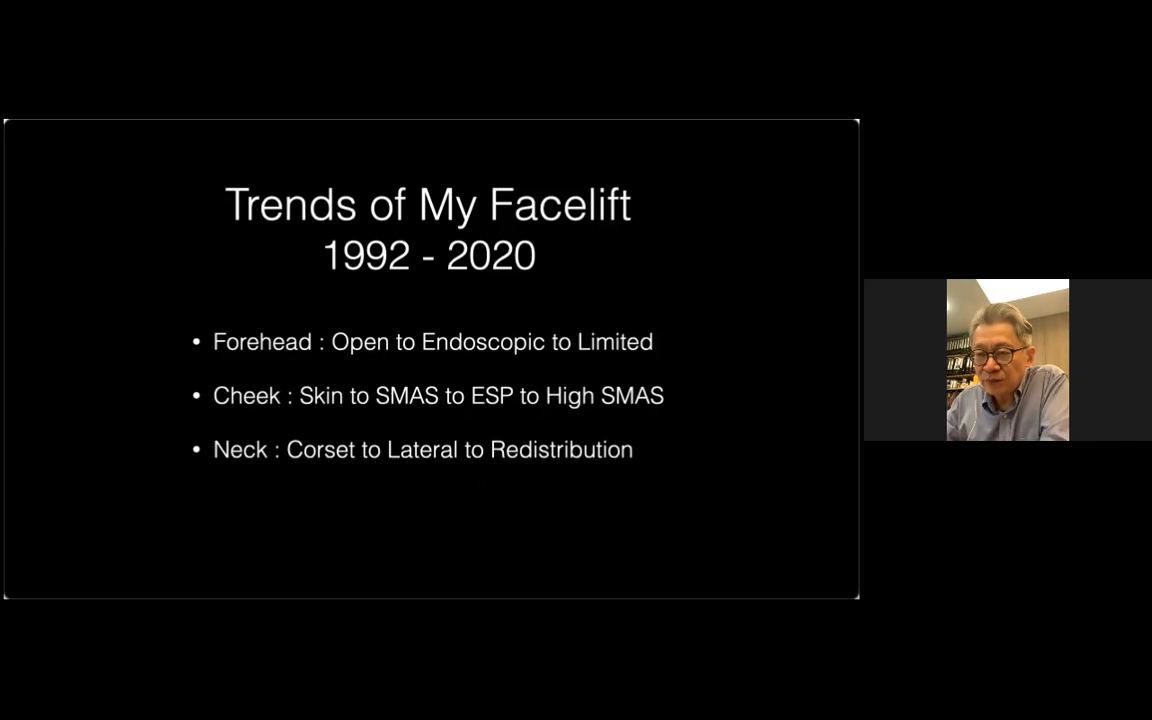 Trends of My Facelift
1992 - 2020
• Forehead : Open to Endoscopic to Limited
• Cheek : Skin to SMAS to ESP to High SMAS
• Neck : Corset to Lateral to Redistribution